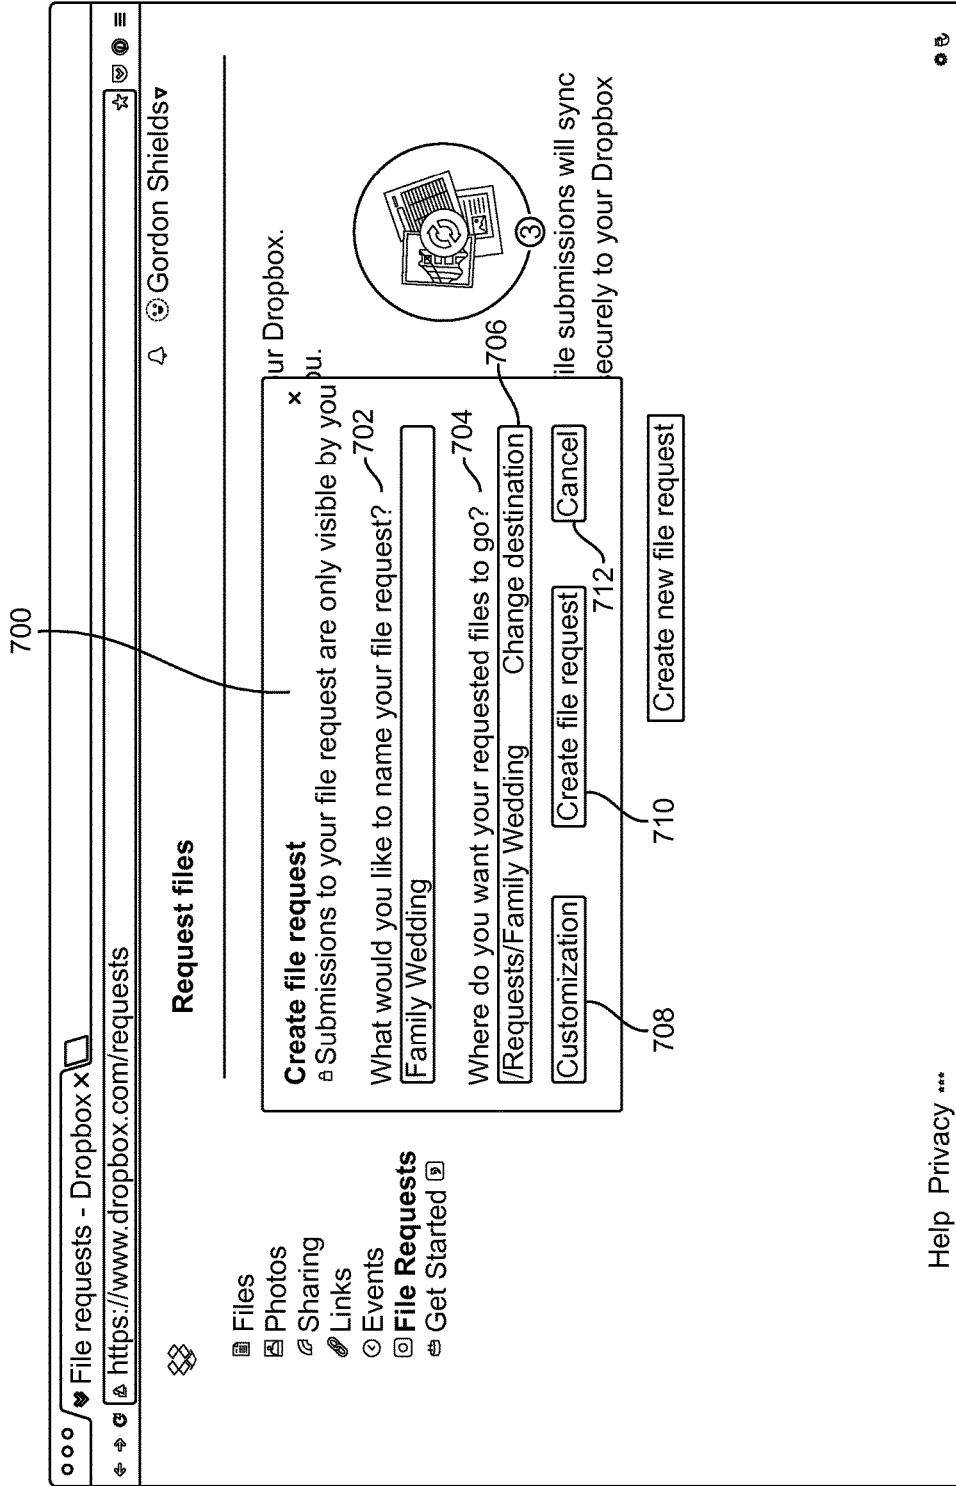 700
File requests - Dropbox X
https://www.dropbox.com/requests
Request files
Gordon Shields
Files
Photos
Sharing
Links
Events
File Requests
Get Started
ur Dropbox.
ou.
Create file request
x
Submissions to your file request are only visible by you
What would you like to name your file request?
702
Family Wedding
Where do you want your requested files to go?
704
/Requests/Family Wedding
Change destination
706
Customization
Create file request
Cancel
708
710
712
3
ile submissions will sync
ecurely to your Dropbox
Create new file request
Help Privacy •••